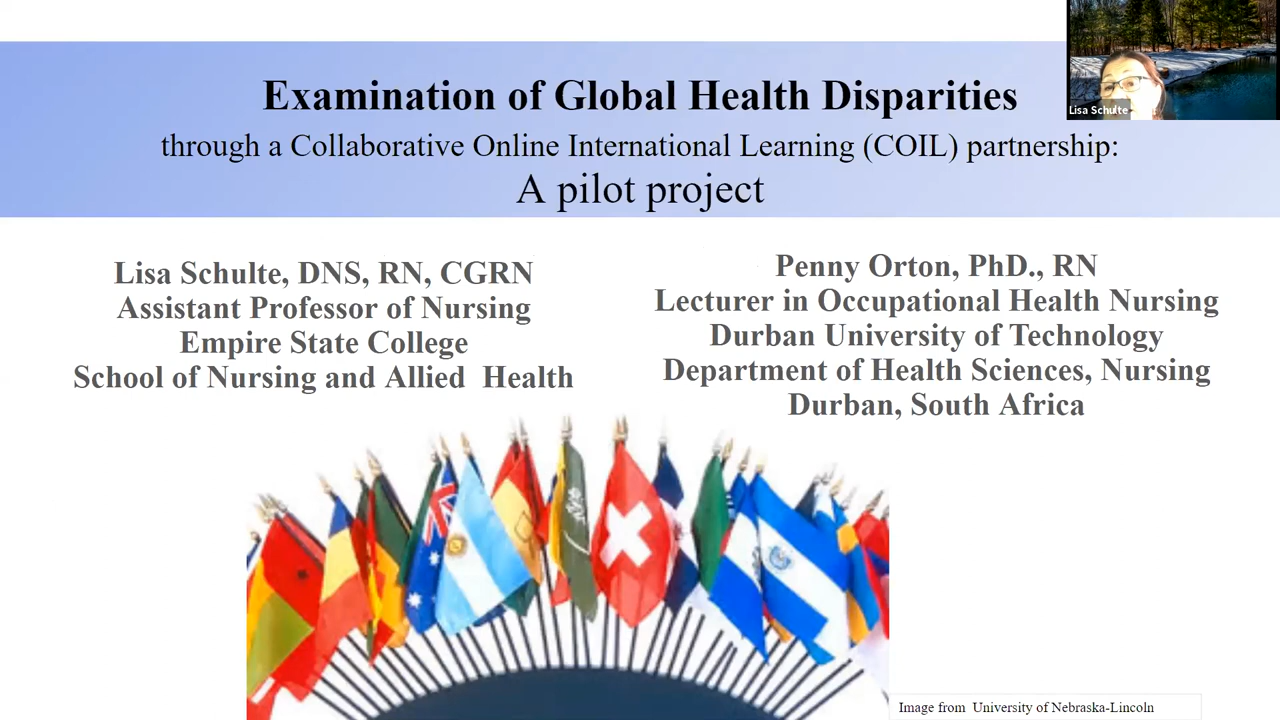 Examination of Global Health Disparities
through a Collaborative Online International Learning (COIL) partnership:
A pilot project
Lisa Schulte
Lisa Schulte, DNS, RN, CGRN
Assistant Professor of Nursing
Empire State College
School of Nursing and Allied Health
Penny Orton, PhD., RN
Lecturer in Occupational Health Nursing
Durban University of Technology
Department of Health Sciences, Nursing
Durban, South Africa
Image from University of Nebraska-Lincoln